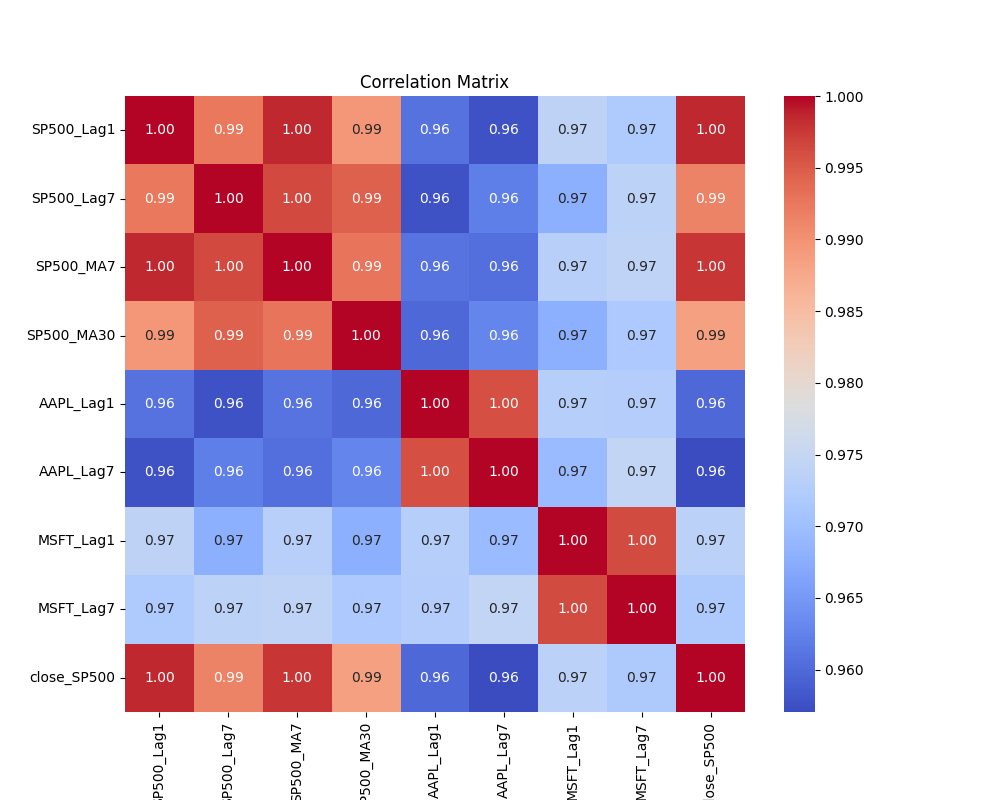 Correlation Matrix
SP500_Lag1 1.00 0.99 1.00 0.99 0.96 0.96 0.97 0.97 1.00
SP500_Lag7 0.99 1.00 1.00 0.99 0.96 0.96 0.97 0.97 0.99
SP500_MA7 1.00 1.00 1.00 0.99 0.96 0.96 0.97 0.97 1.00
SP500_MA30 0.99 0.99 0.99 1.00 0.96 0.96 0.97 0.97 0.99
AAPL_Lag1 0.96 0.96 0.96 0.96 1.00 1.00 0.97 0.97 0.96
AAPL_Lag7 0.96 0.96 0.96 0.96 1.00 1.00 0.97 0.97 0.96
MSFT_Lag1 0.97 0.97 0.97 0.97 0.97 0.97 1.00 1.00 0.97
MSFT_Lag7 0.97 0.97 0.97 0.97 0.97 0.97 1.00 1.00 0.97
close_SP500 1.00 0.99 1.00 0.99 0.96 0.96 0.97 0.97 1.00
SP500_Lag1
SP500_Lag7
SP500_MA7
P500_MA30
AAPL_Lag1
AAPL_Lag7
MSFT_Lag1
MSFT_Lag7
lose_SP500
1.000
0.995
0.990
0.985
0.980
0.975
0.970
0.965
0.960